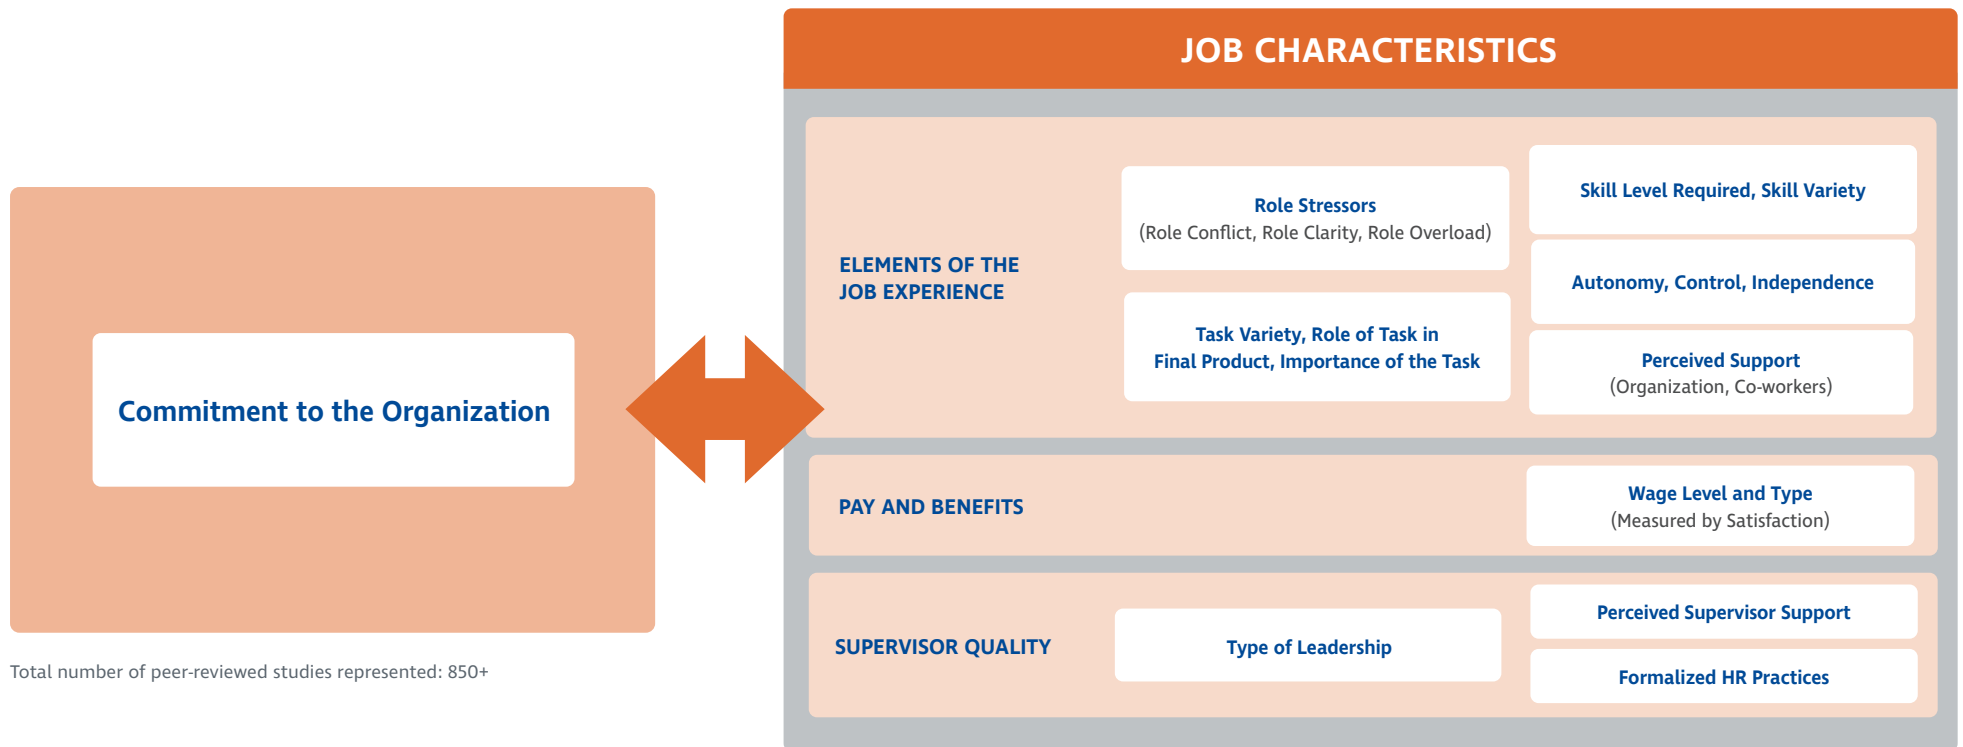 JOB CHARACTERISTICS
Commitment to the Organization
Total number of peer-reviewed studies represented: 850+
ELEMENTS OF THE
JOB EXPERIENCE
Role Stressors
(Role Conflict, Role Clarity, Role Overload)
Task Variety, Role of Task in
Final Product, Importance of the Task
Skill Level Required, Skill Variety
Autonomy, Control, Independence
Perceived Support
(Organization, Co-workers)
PAY AND BENEFITS
Wage Level and Type
(Measured by Satisfaction)
SUPERVISOR QUALITY
Type of Leadership
Perceived Supervisor Support
Formalized HR Practices